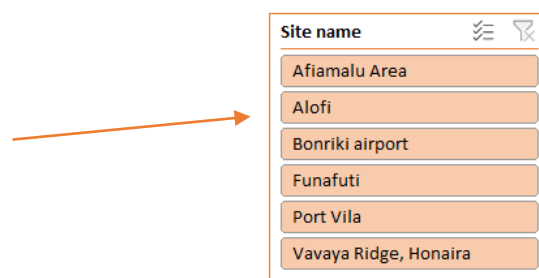 Site name
Afiamalu Area
Alofi
Bonriki airport
Funafuti
Port Vila
Vavaya Ridge, Honaira